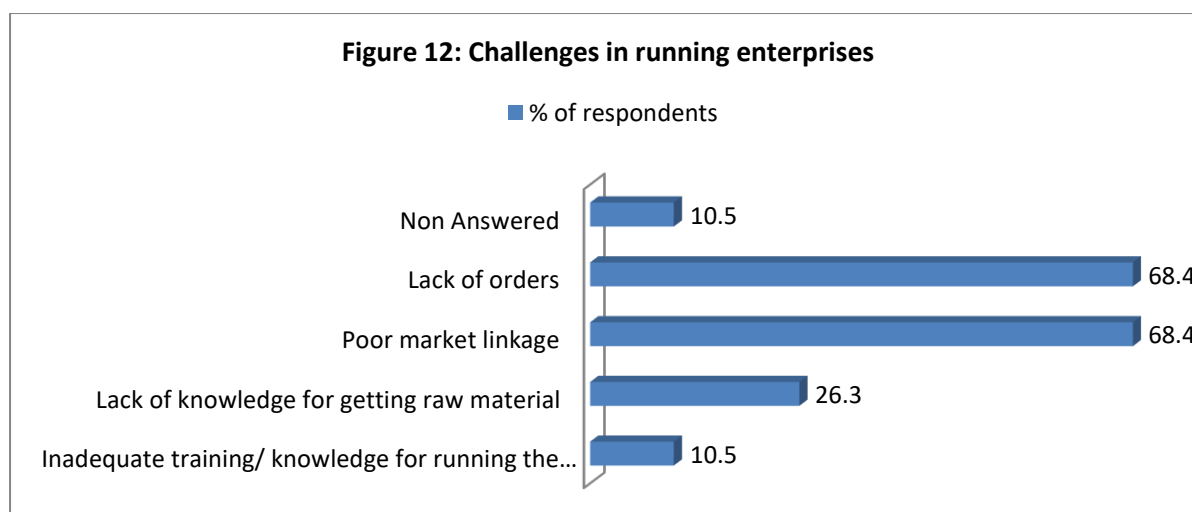 Figure 12: Challenges in running enterprises
% of respondents
Non Answered 10.5
Lack of orders 68.4
Poor market linkage 68.4
Lack of knowledge for getting raw material 26.3
Inadequate training/ knowledge for running the… 10.5